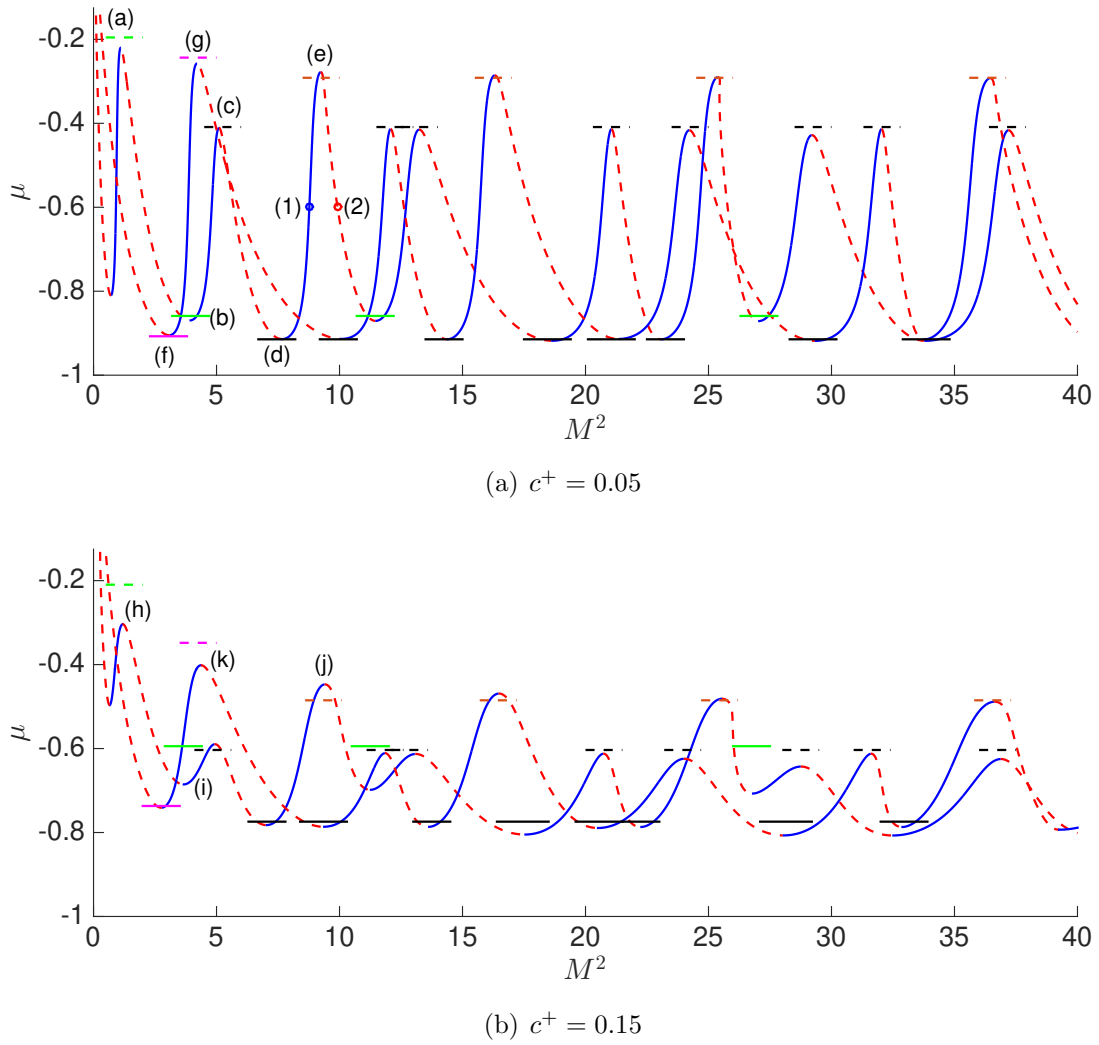 (a) (g) (e)
-0.2
(c)
-0.4
μ
-0.6
(1) (2)
-0.8
(b)
(f) (d)
-1
0 5 10 15 20 25 30 35 40
M²
(a) c⁺ = 0.05
-0.2
(h)
-0.4
(k) (j)
μ
-0.6
(i)
-0.8
-1
0 5 10 15 20 25 30 35 40
M²
(b) c⁺ = 0.15